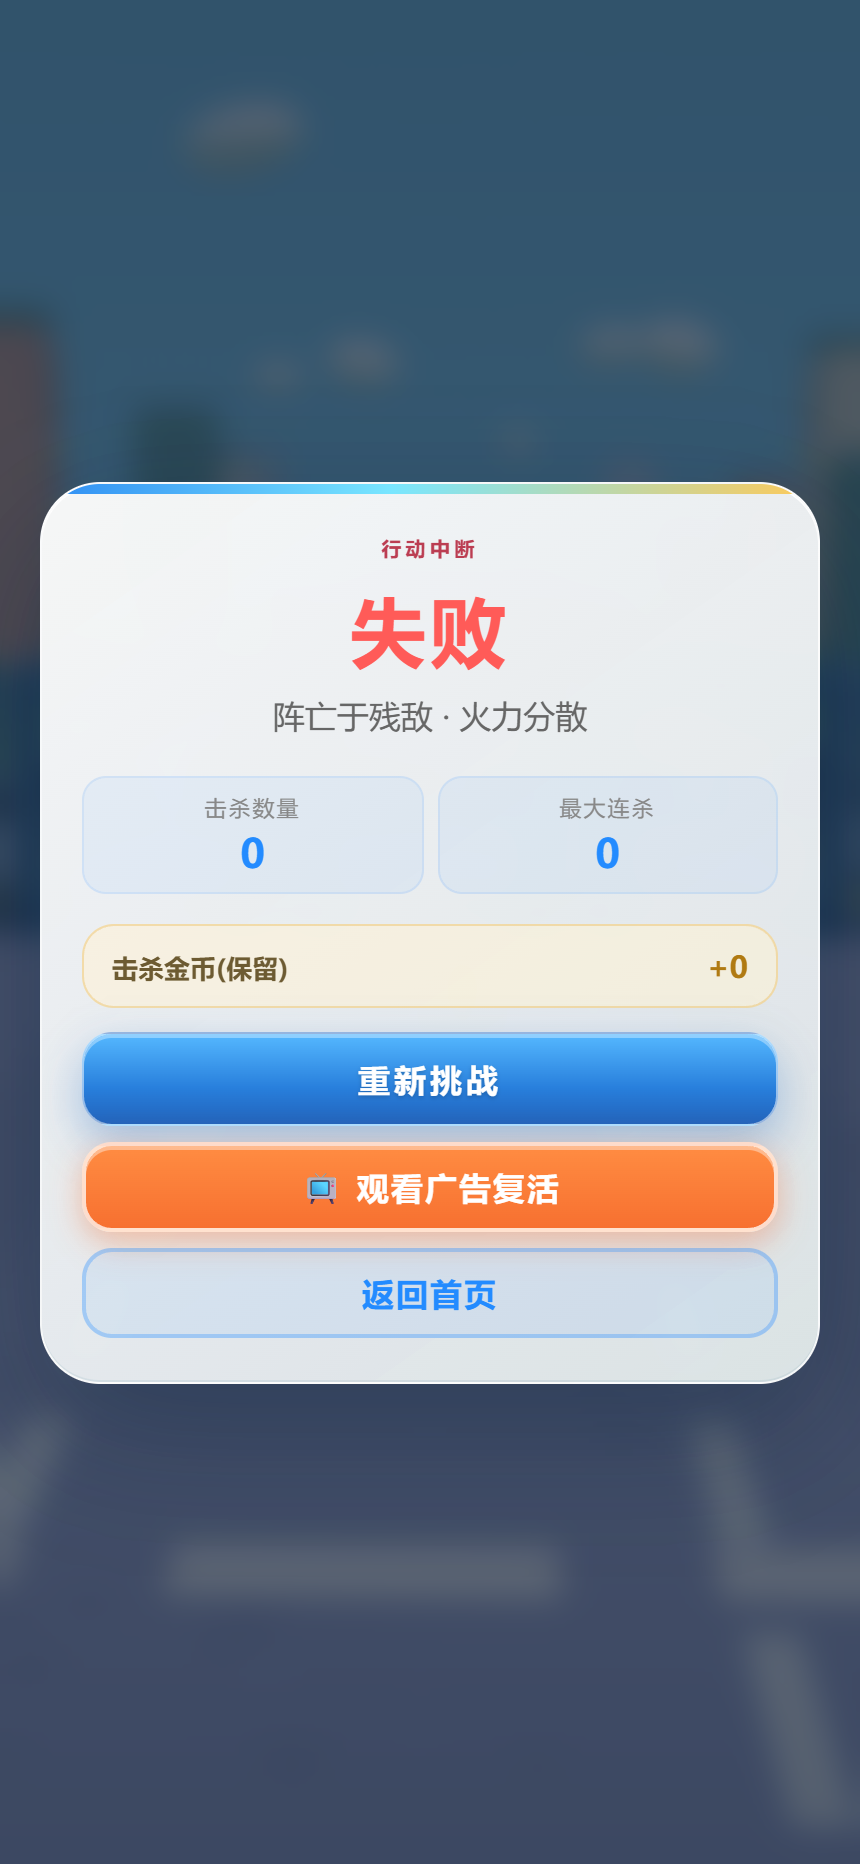 行动中断
失败
阵亡于残敌 · 火力分散
击杀数量
0
最大连杀
0
击杀金币(保留)
+0
重新挑战
观看广告复活
返回首页